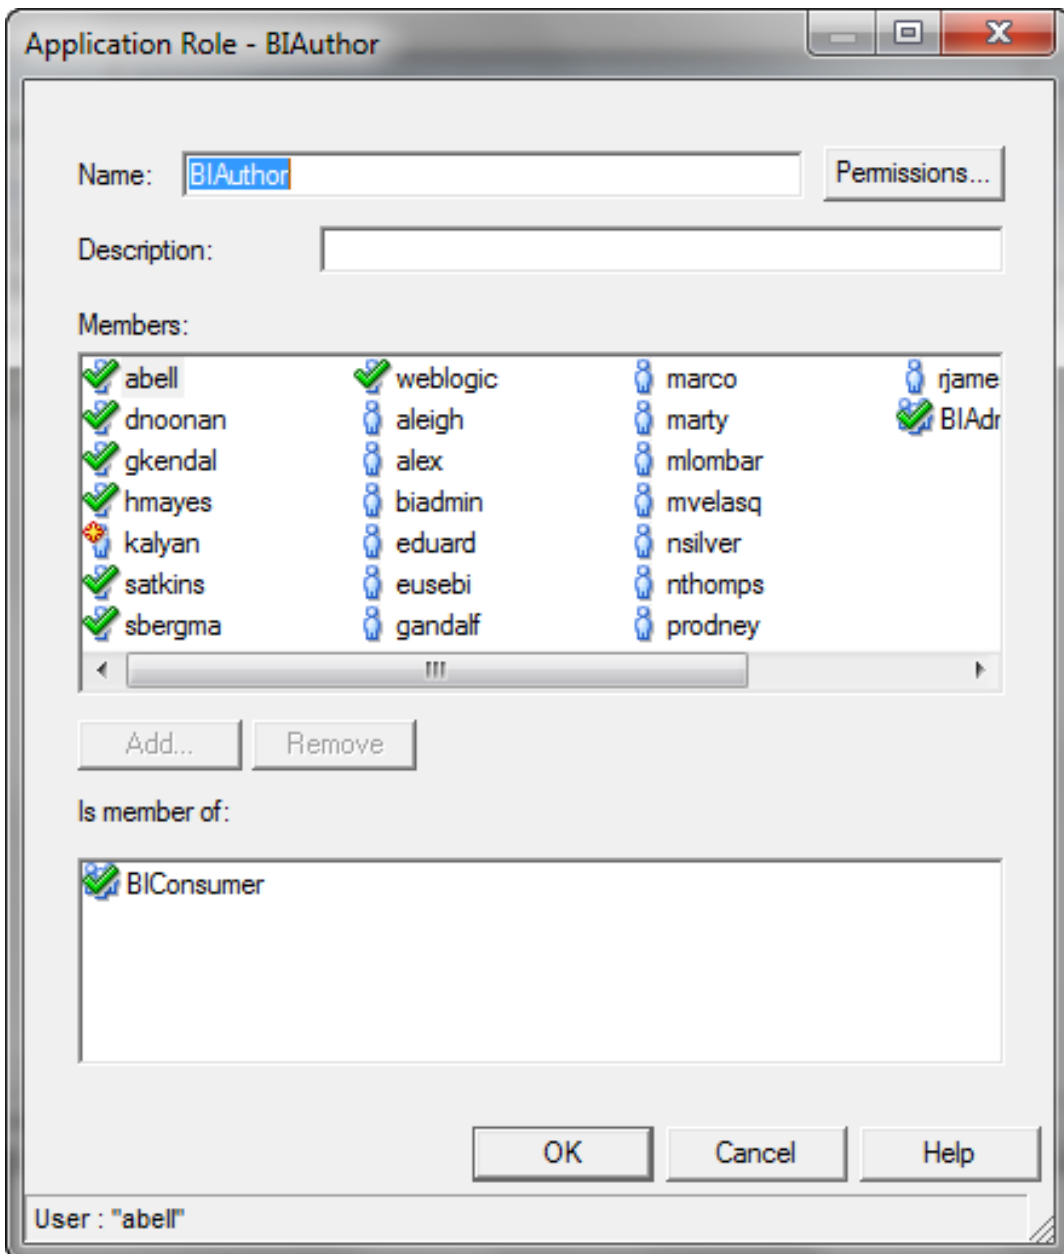 Application Role - BIAuthor
Name: BIAuthor Permissions...
Description:
Members:
abell weblogic marco rjame
dnoonan aleigh marty BIAdr
gkendal alex mlombar
hmayes biadmin mvelasq
kalyan eduard nsilver
satkins eusebi nthomps
sbergma gandalf prodney
Add... Remove
Is member of:
BIConsumer
OK Cancel Help
User : "abell"